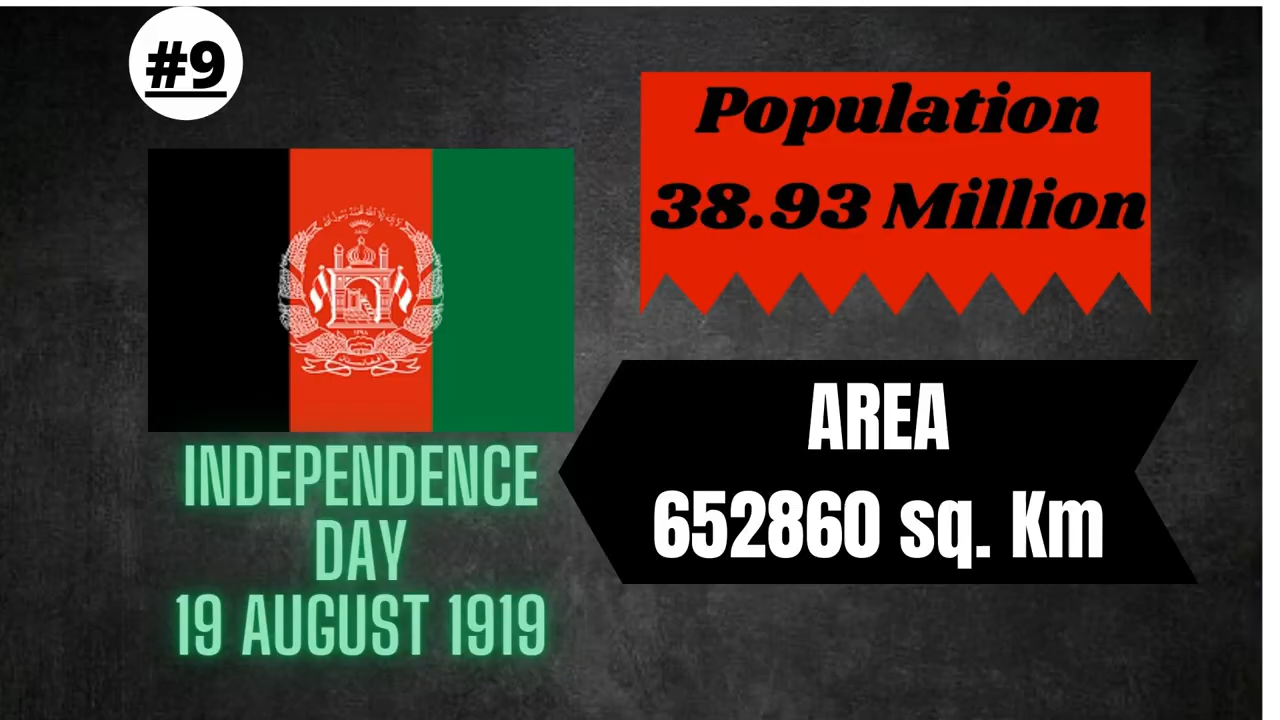 #9
Population
38.93 Million
AREA
652860 sq. Km
INDEPENDENCE
DAY
19 AUGUST 1919